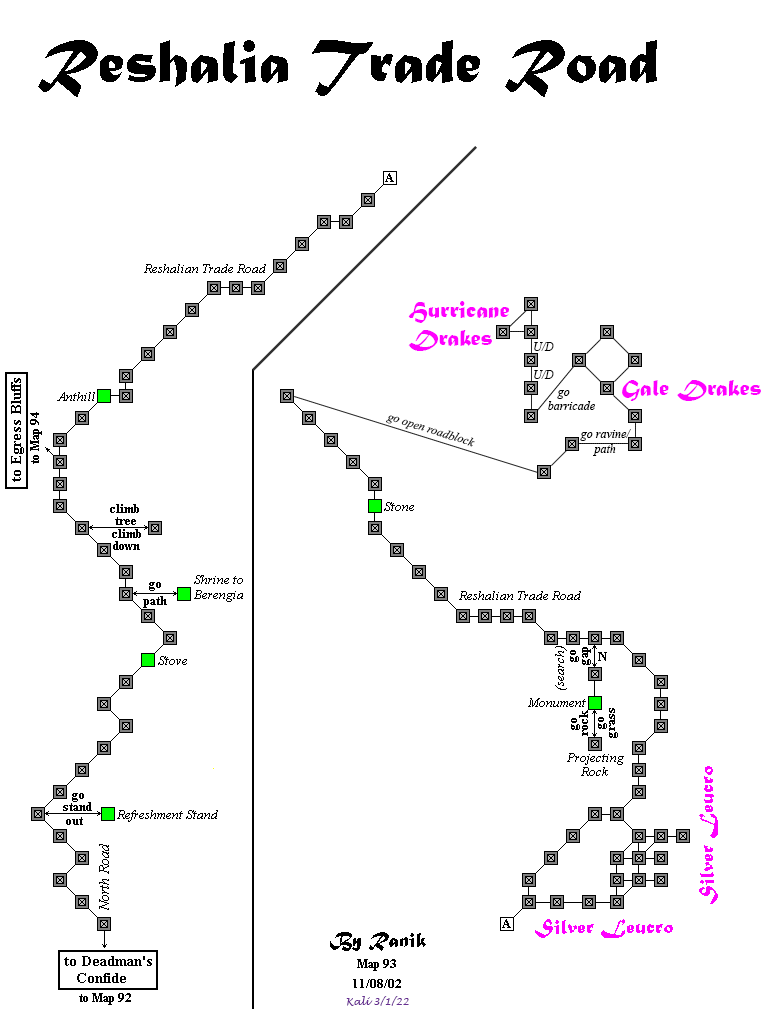 Reshalia Trade Road
A
Reshalian Trade Road
Anthill
to Egress Bluffs
to Map 94
climb
tree
climb
down
go
path
Shrine to
Berengia
Stove
go
stand
out
Refreshment Stand
North Road
to Deadman's
Confide
to Map 92
Hurricane
Drakes
U/D
U/D
go
barricade
Gale Drakes
go ravine/
path
go open roadblock
Stone
Reshalian Trade Road
(search)
go
gap
N
Monument
go
rock
go
grass
Projecting
Rock
Silver Leucro
A
Silver Leucro
By Ranik
Map 93
11/08/02
Kali 3/1/22